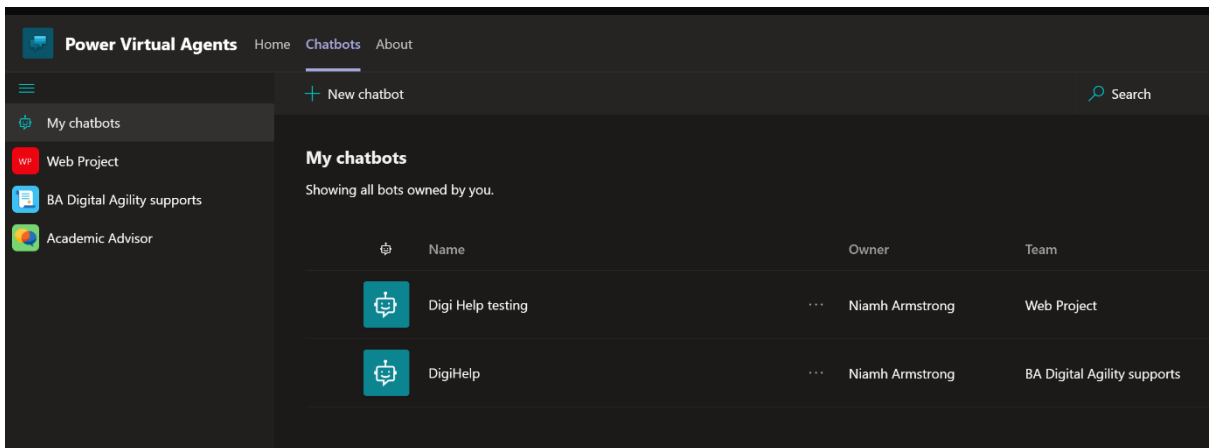 Power Virtual Agents Home Chatbots About
New chatbot Search
My chatbots
WP Web Project
BA Digital Agility supports
Academic Advisor
My chatbots
Showing all bots owned by you.
Name Owner Team
Digi Help testing ··· Niamh Armstrong Web Project
DigiHelp ··· Niamh Armstrong BA Digital Agility supports